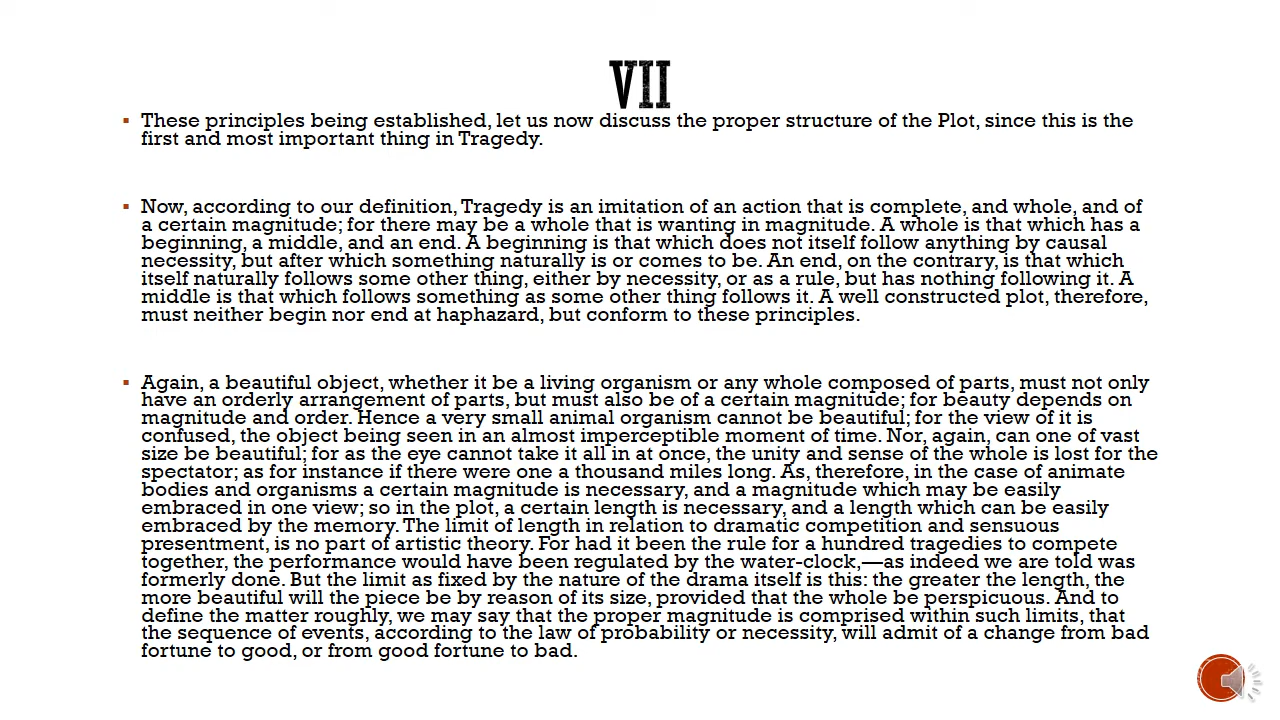 VII
▪ These principles being established, let us now discuss the proper structure of the Plot, since this is the
first and most important thing in Tragedy.
▪ Now, according to our definition, Tragedy is an imitation of an action that is complete, and whole, and of
a certain magnitude; for there may be a whole that is wanting in magnitude. A whole is that which has a
beginning, a middle, and an end. A beginning is that which does not itself follow anything by causal
necessity, but after which something naturally is or comes to be. An end, on the contrary, is that which
itself naturally follows some other thing, either by necessity, or as a rule, but has nothing following it. A
middle is that which follows something as some other thing follows it. A well constructed plot, therefore,
must neither begin nor end at haphazard, but conform to these principles.
▪ Again, a beautiful object, whether it be a living organism or any whole composed of parts, must not only
have an orderly arrangement of parts, but must also be of a certain magnitude; for beauty depends on
magnitude and order. Hence a very small animal organism cannot be beautiful; for the view of it is
confused, the object being seen in an almost imperceptible moment of time. Nor, again, can one of vast
size be beautiful; for as the eye cannot take it all in at once, the unity and sense of the whole is lost for the
spectator; as for instance if there were one a thousand miles long. As, therefore, in the case of animate
bodies and organisms a certain magnitude is necessary, and a magnitude which may be easily
embraced in one view; so in the plot, a certain length is necessary, and a length which can be easily
embraced by the memory. The limit of length in relation to dramatic competition and sensuous
presentment, is no part of artistic theory. For had it been the rule for a hundred tragedies to compete
together, the performance would have been regulated by the water-clock,—as indeed we are told was
formerly done. But the limit as fixed by the nature of the drama itself is this: the greater the length, the
more beautiful will the piece be by reason of its size, provided that the whole be perspicuous. And to
define the matter roughly, we may say that the proper magnitude is comprised within such limits, that
the sequence of events, according to the law of probability or necessity, will admit of a change from bad
fortune to good, or from good fortune to bad.